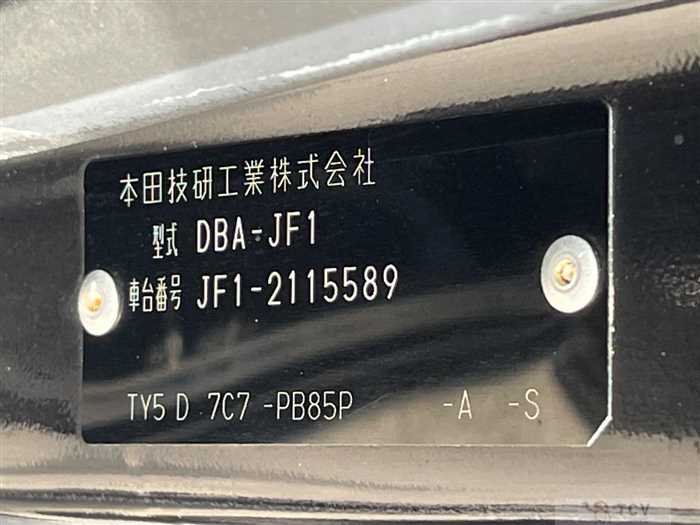 本田技研工業株式会社
型式 DBA-JF1
車台番号 JF1-2115589
TY5 D 7C7 -PB85P -A -S
TCV